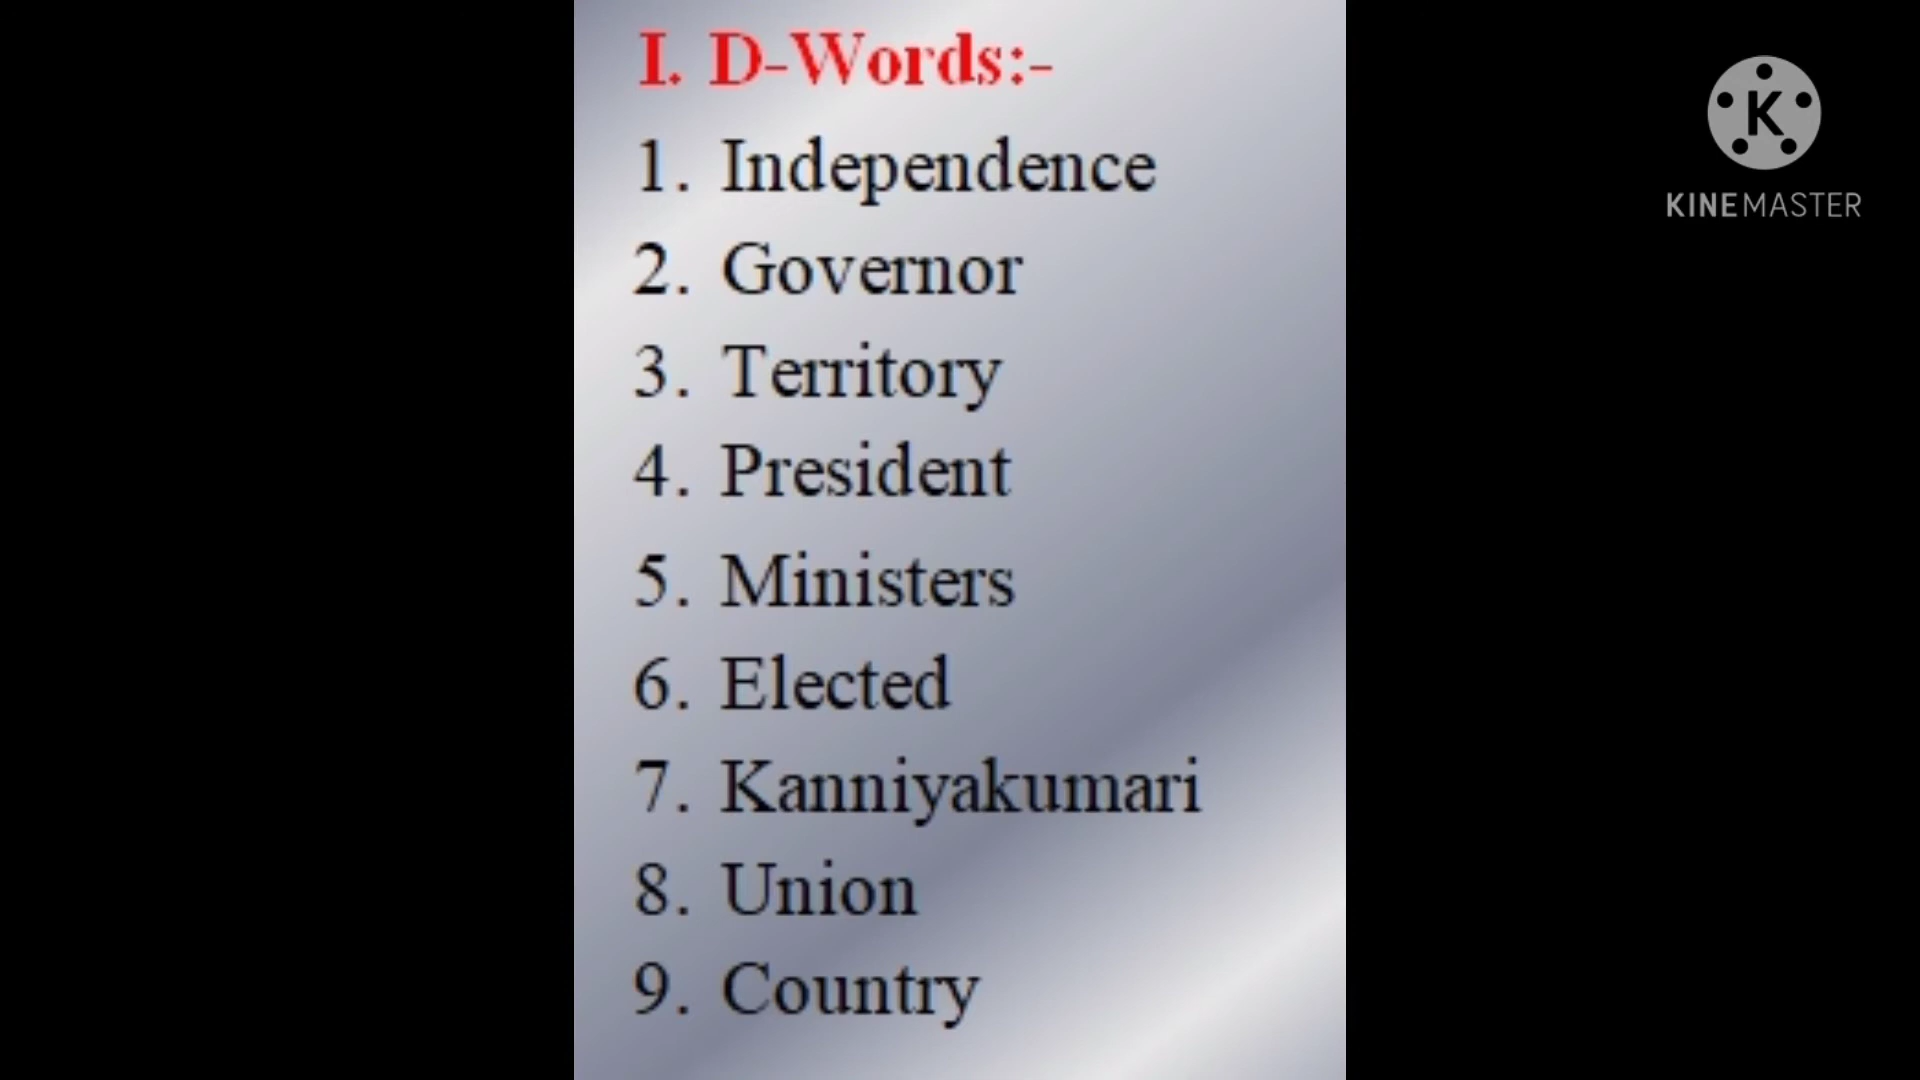 I. D-Words:-
1. Independence
2. Governor
3. Territory
4. President
5. Ministers
6. Elected
7. Kanniyakumari
8. Union
9. Country
K
KINEMASTER